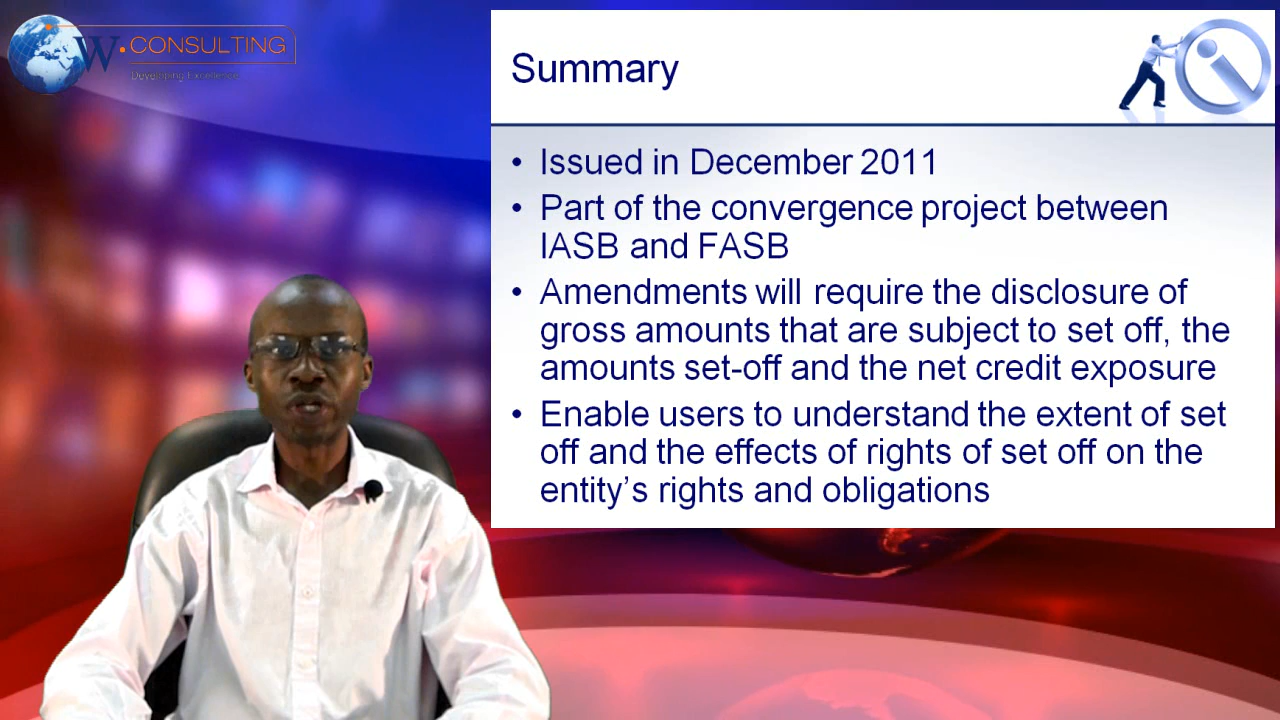 W.CONSULTING
Developing Excellence
Summary
• Issued in December 2011
• Part of the convergence project between
IASB and FASB
• Amendments will require the disclosure of
gross amounts that are subject to set off, the
amounts set-off and the net credit exposure
• Enable users to understand the extent of set
off and the effects of rights of set off on the
entity’s rights and obligations